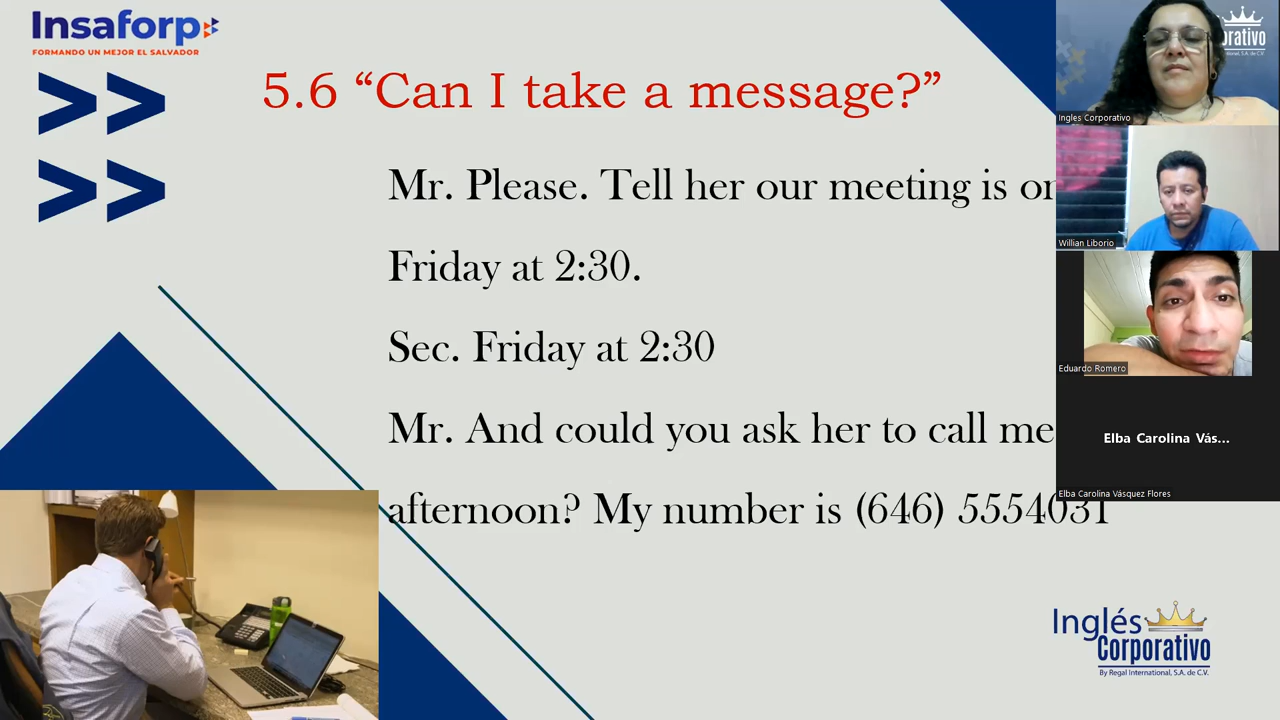 Insaforp
FORMANDO UN MEJOR EL SALVADOR
5.6 “Can I take a message?”
Mr. Please. Tell her our meeting is on
Friday at 2:30.
Sec. Friday at 2:30
Mr. And could you ask her to call me
afternoon? My number is (646) 5554031
Ingles Corporativo
Willian Liborio
Eduardo Romero
Elba Carolina Vás...
Elba Carolina Vásquez Flores
Inglés
Corporativo
By Regal International, S.A. de C.V.